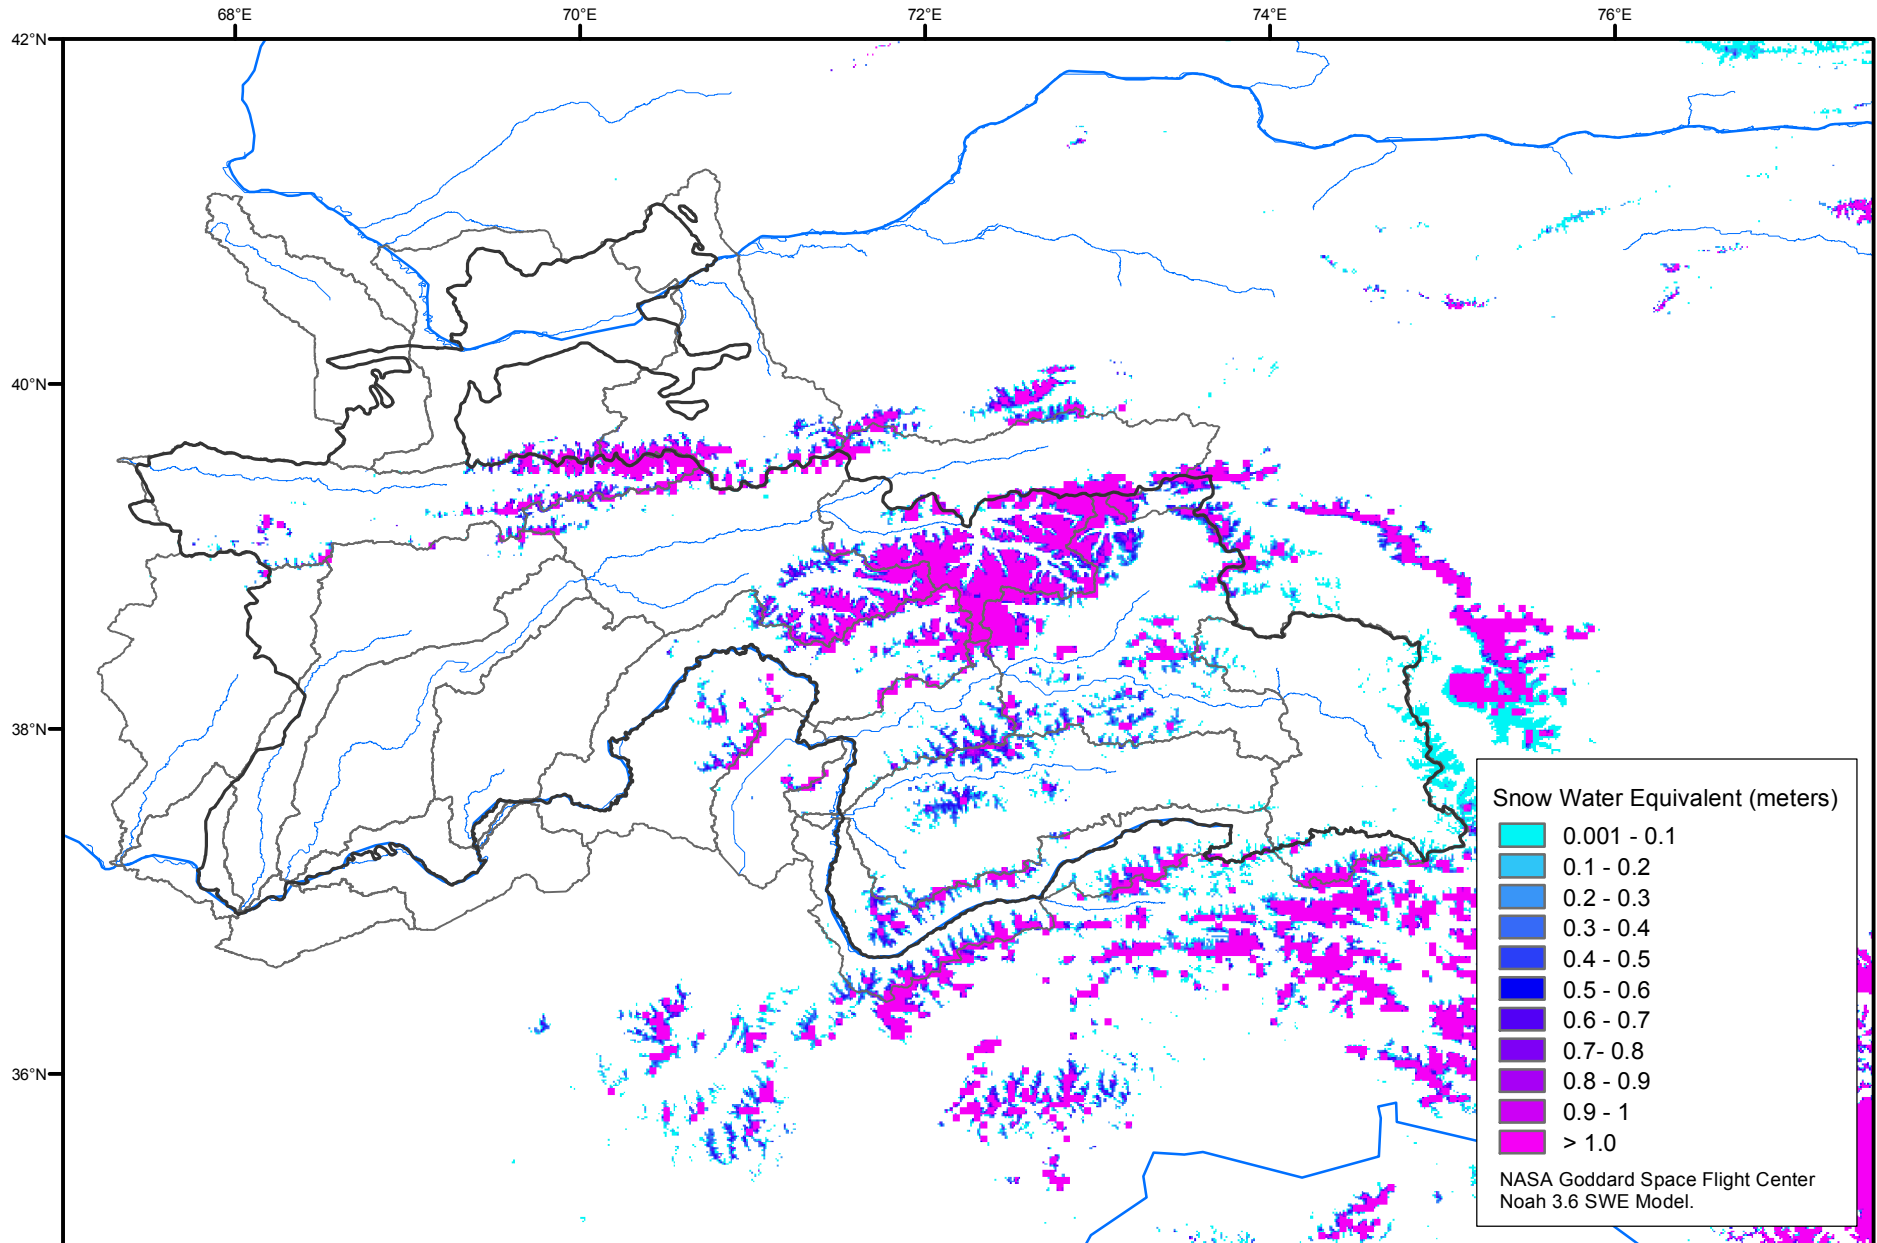 68°E
70°E
72°E
74°E
76°E
42°N
40°N
38°N
36°N
Snow Water Equivalent (meters)
0.001 - 0.1
0.1 - 0.2
0.2 - 0.3
0.3 - 0.4
0.4 - 0.5
0.5 - 0.6
0.6 - 0.7
0.7- 0.8
0.8 - 0.9
0.9 - 1
> 1.0
NASA Goddard Space Flight Center
Noah 3.6 SWE Model.